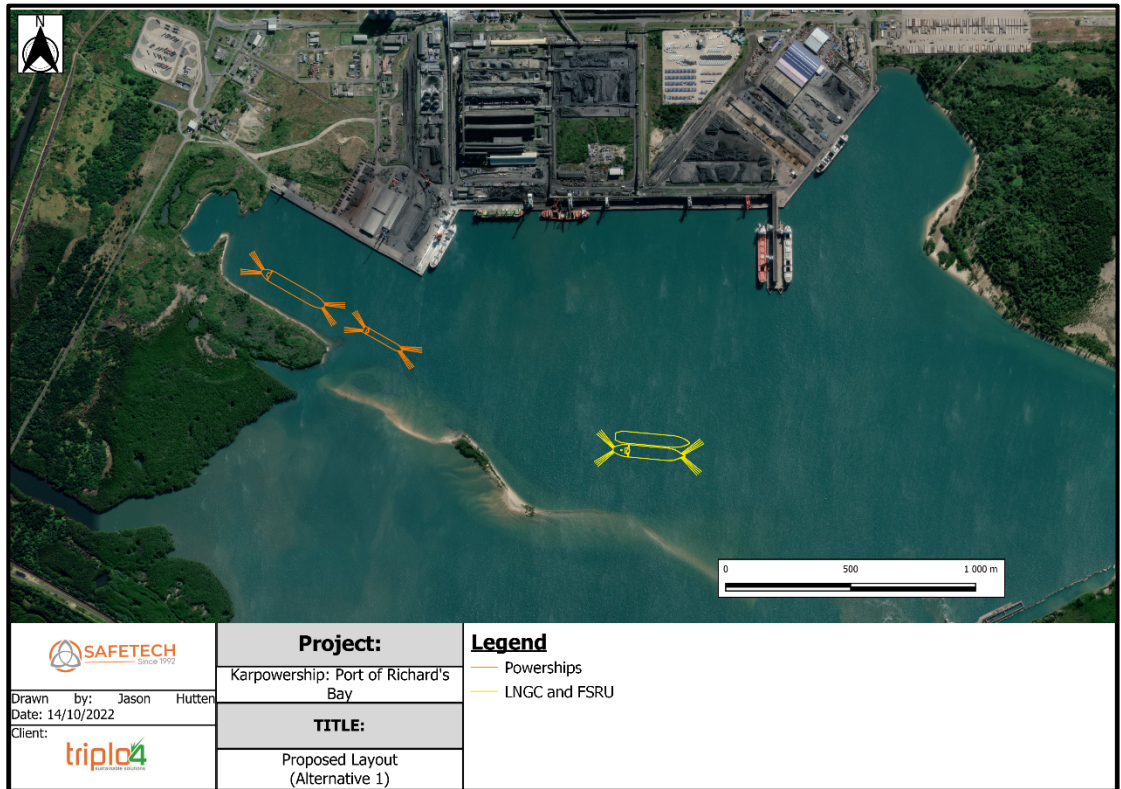 N
0 500 1 000 m
SAFETECH
Since 1992
Drawn by: Jason Hutten
Date: 14/10/2022
Client:
triplo4
sustainable solutions
Project:
Karpowership: Port of Richard's
Bay
TITLE:
Proposed Layout
(Alternative 1)
Legend
Powerships
LNGC and FSRU